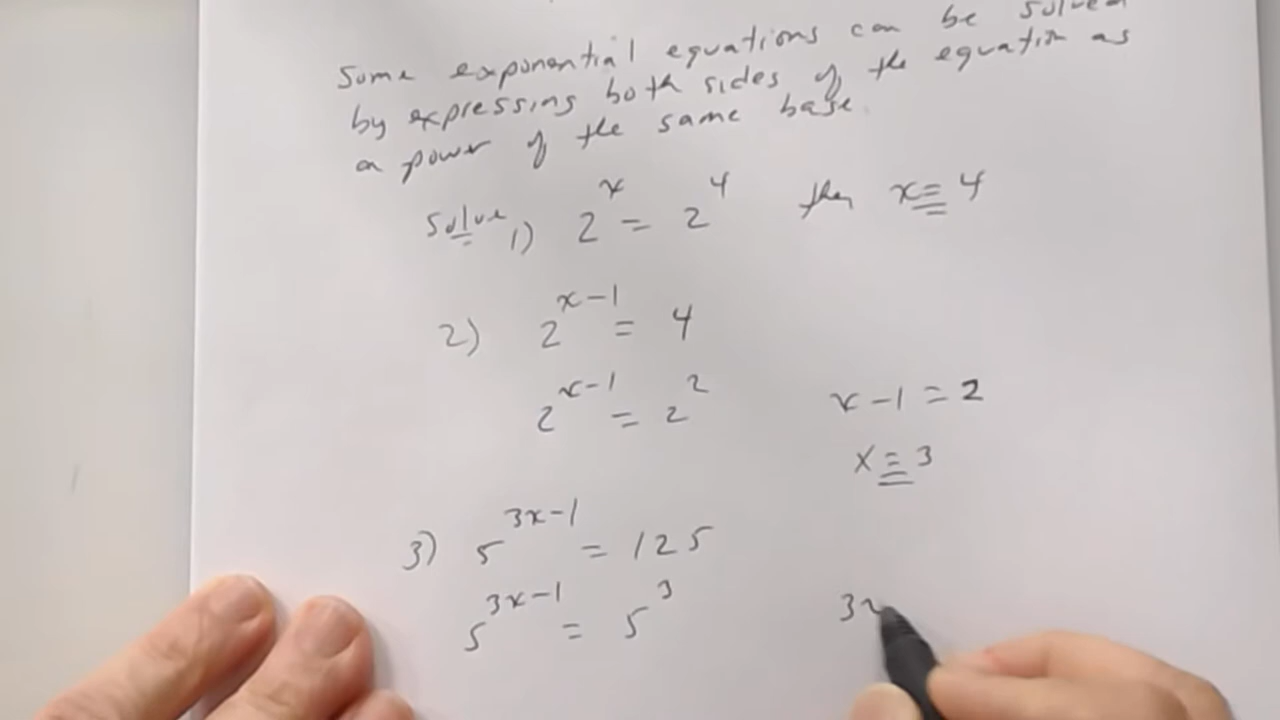 Some exponential equations can be solved
by expressing both sides of the equation as
a power of the same base.
Solve 1) 2^x = 2^4 then x = 4
2) 2^(x-1) = 4
2^(x-1) = 2^2 x - 1 = 2
x = 3
3) 5^(3x-1) = 125
5^(3x-1) = 5^3 3x